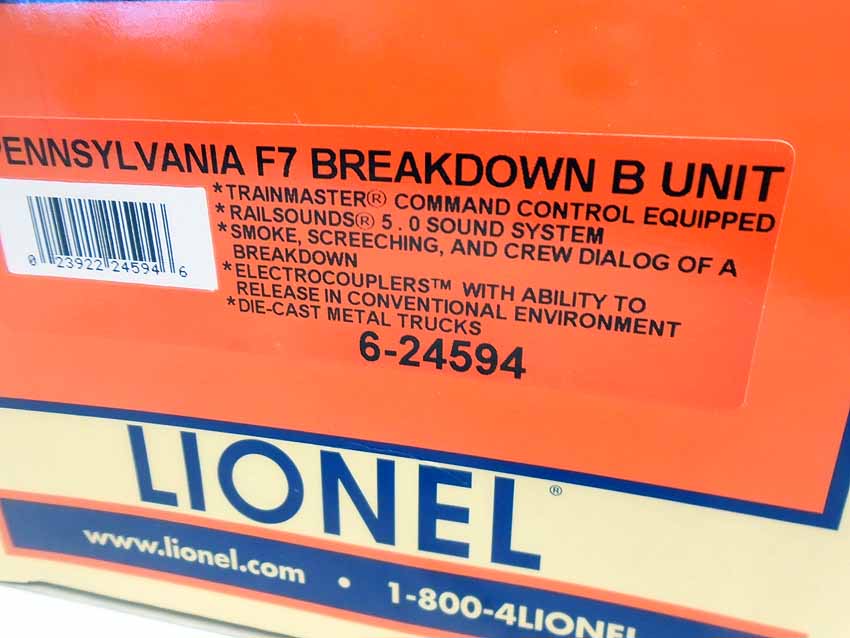 PENNSYLVANIA F7 BREAKDOWN B UNIT
*TRAINMASTER® COMMAND CONTROL EQUIPPED
*RAILSOUNDS® 5.0 SOUND SYSTEM
*SMOKE, SCREECHING, AND CREW DIALOG OF A
BREAKDOWN
*ELECTROCOUPLERS™ WITH ABILITY TO
RELEASE IN CONVENTIONAL ENVIRONMENT
*DIE-CAST METAL TRUCKS
6-24594
0 23922 24594 6
LIONEL®
www.lionel.com • 1-800-4LIONEL